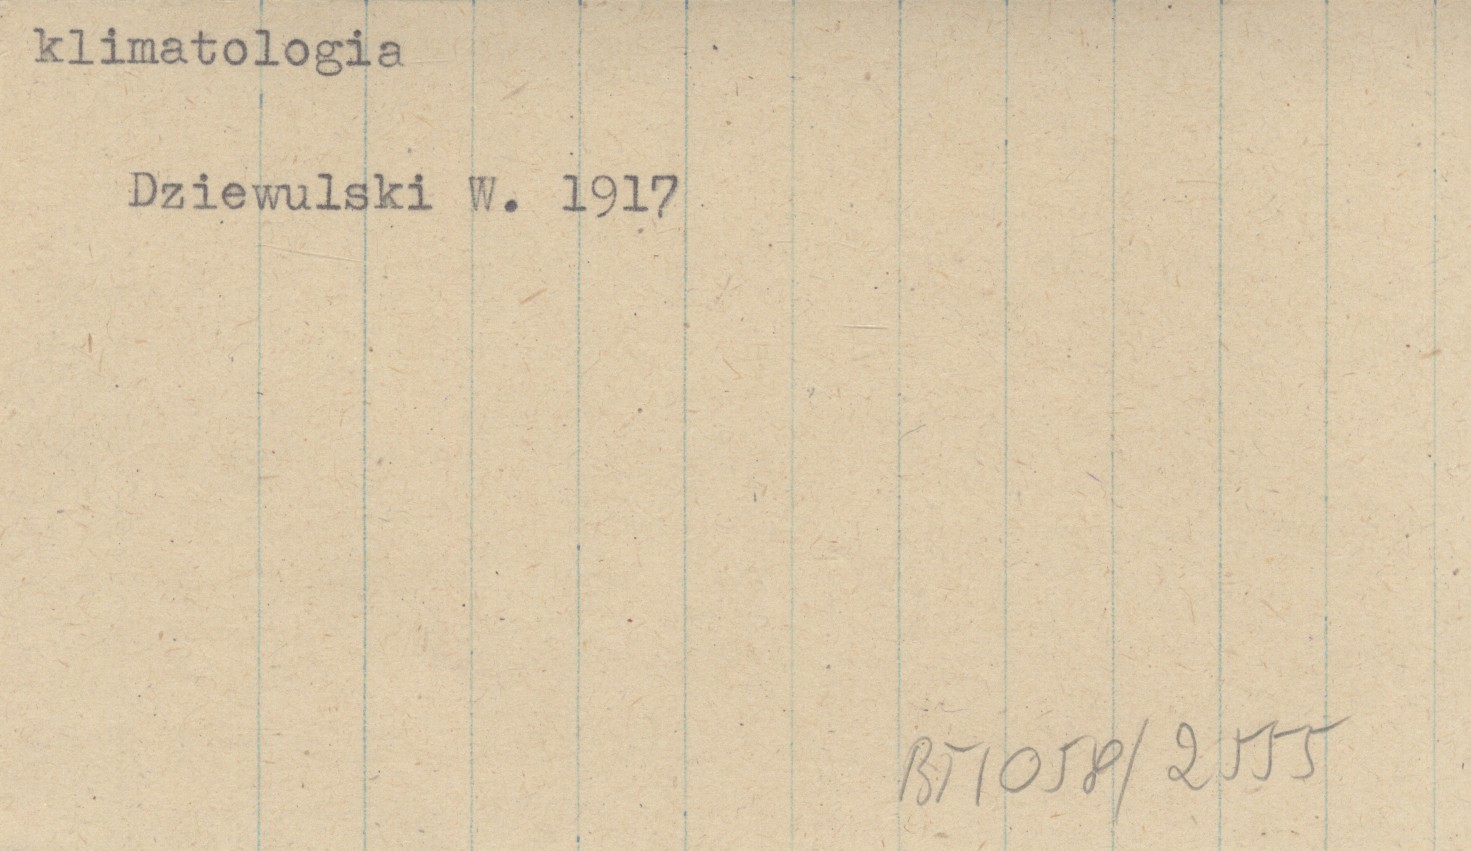 klimatologia
Dziewulski W. 1917
BT1058/2555